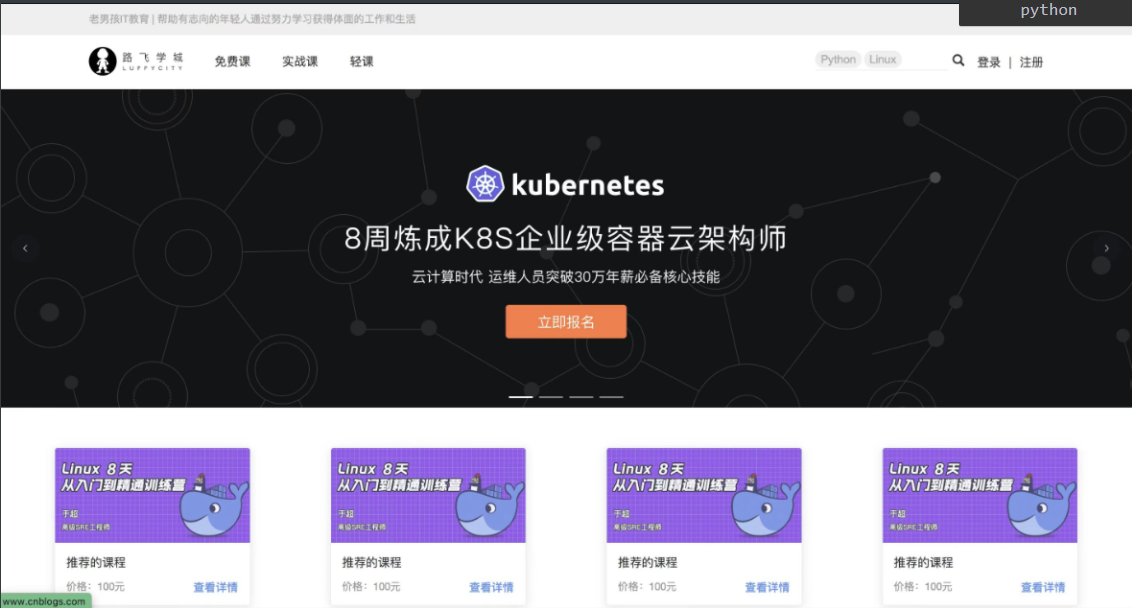 python
老男孩IT教育 | 帮助有志向的年轻人通过努力学习获得体面的工作和生活
路飞学城
LUFFYCITY
免费课 实战课 轻课 Python Linux 登录 | 注册
kubernetes
8周炼成K8S企业级容器云架构师
云计算时代 运维人员突破30万年薪必备核心技能
立即报名
Linux 8天 Linux 8天 Linux 8天 Linux 8天
从入门到精通训练营 从入门到精通训练营 从入门到精通训练营 从入门到精通训练营
于超 于超 于超 于超
高级SRE工程师 高级SRE工程师 高级SRE工程师 高级SRE工程师
推荐的课程 推荐的课程 推荐的课程 推荐的课程
价格：100元 查看详情 价格：100元 查看详情 价格：100元 查看详情 价格：100元 查看详情
www.cnblogs.com